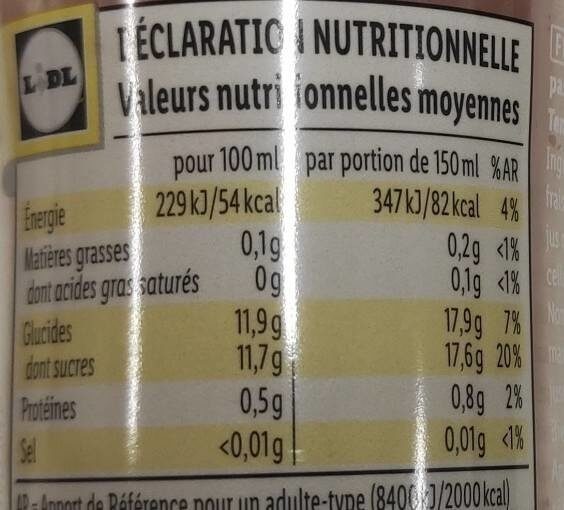 LIDL
DÉCLARATION NUTRITIONNELLE
Valeurs nutritionnelles moyennes
pour 100 ml par portion de 150 ml %AR
Énergie 229 kJ/54 kcal 347 kJ/82 kcal 4%
Matières grasses 0,1g 0,2g <1%
dont acides gras saturés 0g 0,1g <1%
Glucides 11,9g 17,9g 7%
dont sucres 11,7g 17,6g 20%
Protéines 0,5g 0,8g 2%
Sel <0,01g 0,01g <1%
AR = Apport de Référence pour un adulte-type (8400 kJ/2000 kcal)